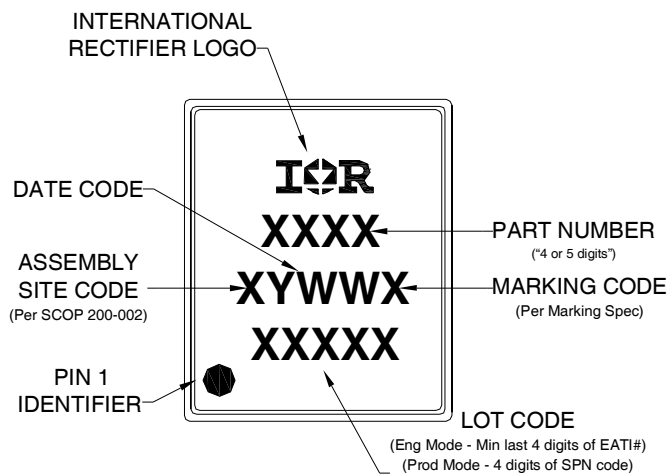 INTERNATIONAL
RECTIFIER LOGO
IOR
DATE CODE
XXXX
PART NUMBER
(“4 or 5 digits”)
ASSEMBLY
SITE CODE
(Per SCOP 200-002)
XYWWX
MARKING CODE
(Per Marking Spec)
XXXXX
PIN 1
IDENTIFIER
LOT CODE
(Eng Mode - Min last 4 digits of EATI#)
(Prod Mode - 4 digits of SPN code)